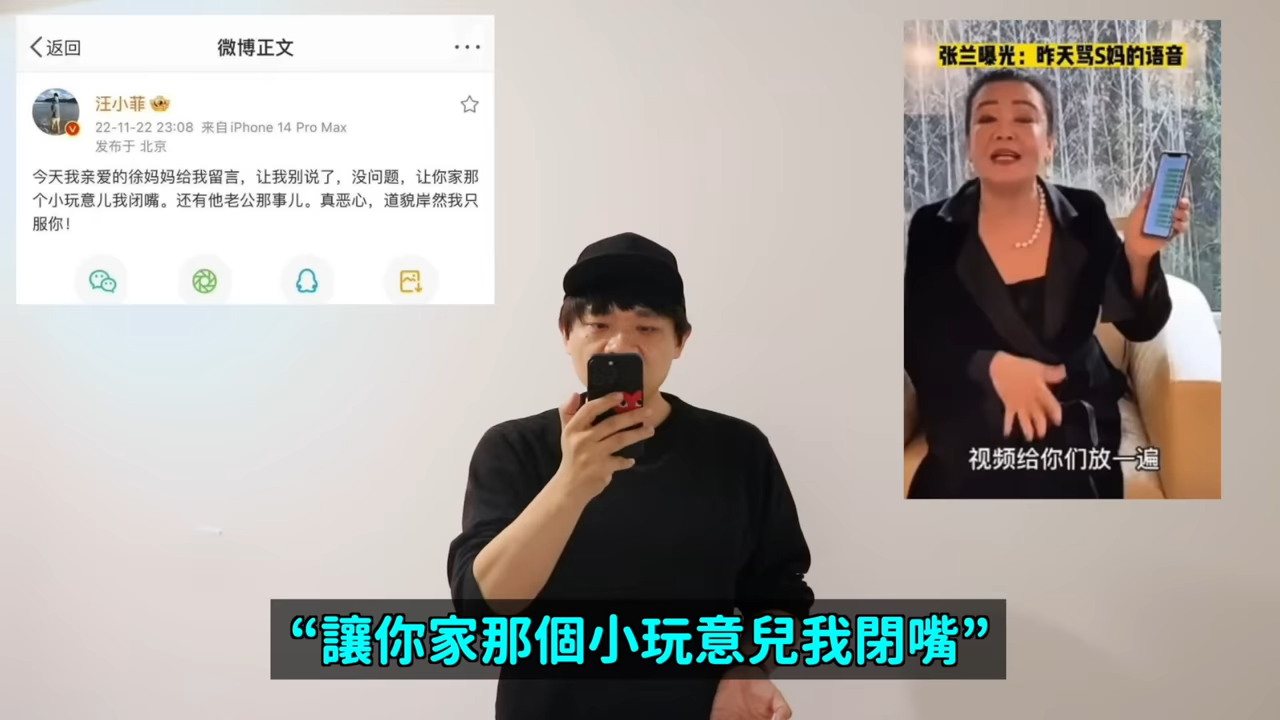 返回
微博正文
汪小菲
22-11-22 23:08 来自iPhone 14 Pro Max
发布于 北京
今天我亲爱的徐妈妈给我留言，让我别说了，没问题，让你家那
个小玩意儿我闭嘴。还有他老公那事儿。真恶心，道貌岸然我只
服你！
张兰曝光：昨天骂S妈的语音
视频给你们放一遍
“讓你家那個小玩意兒我閉嘴”